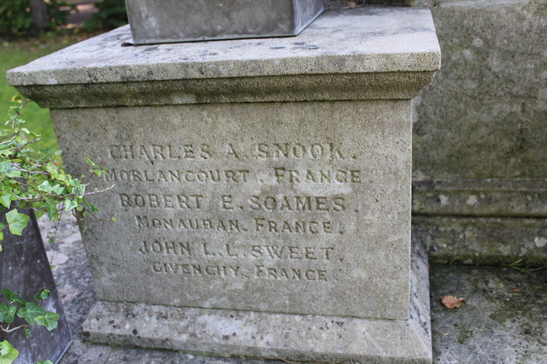 CHARLES A. SNOOK.
MORLANCOURT. FRANCE
ROBERT E. SOAMES.
MONAUBAN. FRANCE.
JOHN L. L. SWEET.
GIVENCHY. FRANCE.